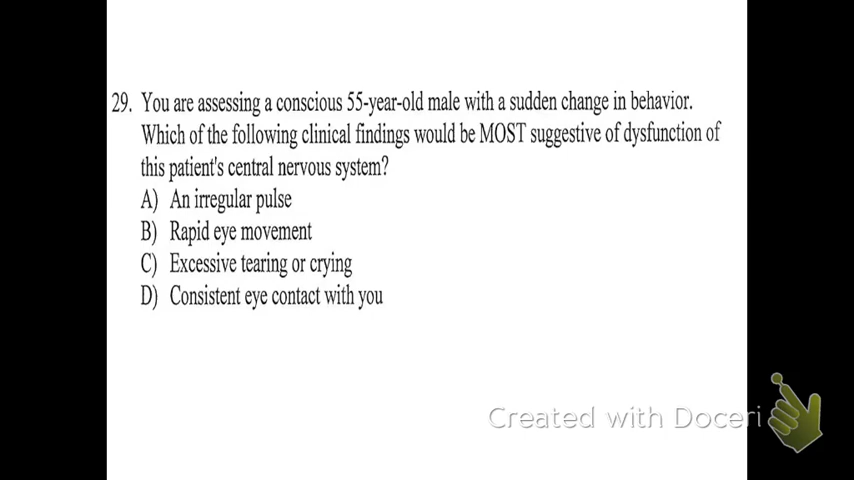 29. You are assessing a conscious 55-year-old male with a sudden change in behavior.
Which of the following clinical findings would be MOST suggestive of dysfunction of
this patient's central nervous system?
A) An irregular pulse
B) Rapid eye movement
C) Excessive tearing or crying
D) Consistent eye contact with you
Created with Doceri